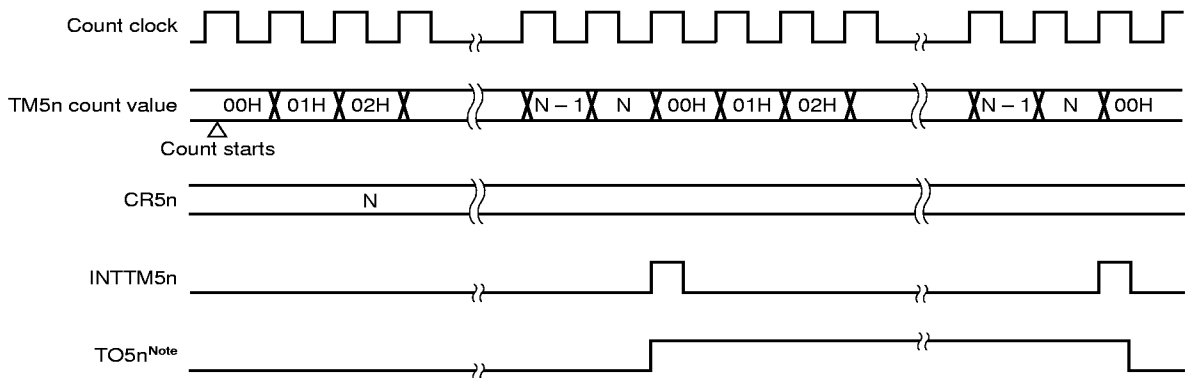 Count clock
TM5n count value 00H 01H 02H N – 1 N 00H 01H 02H N – 1 N 00H
Count starts
CR5n N
INTTM5n
TO5nNote